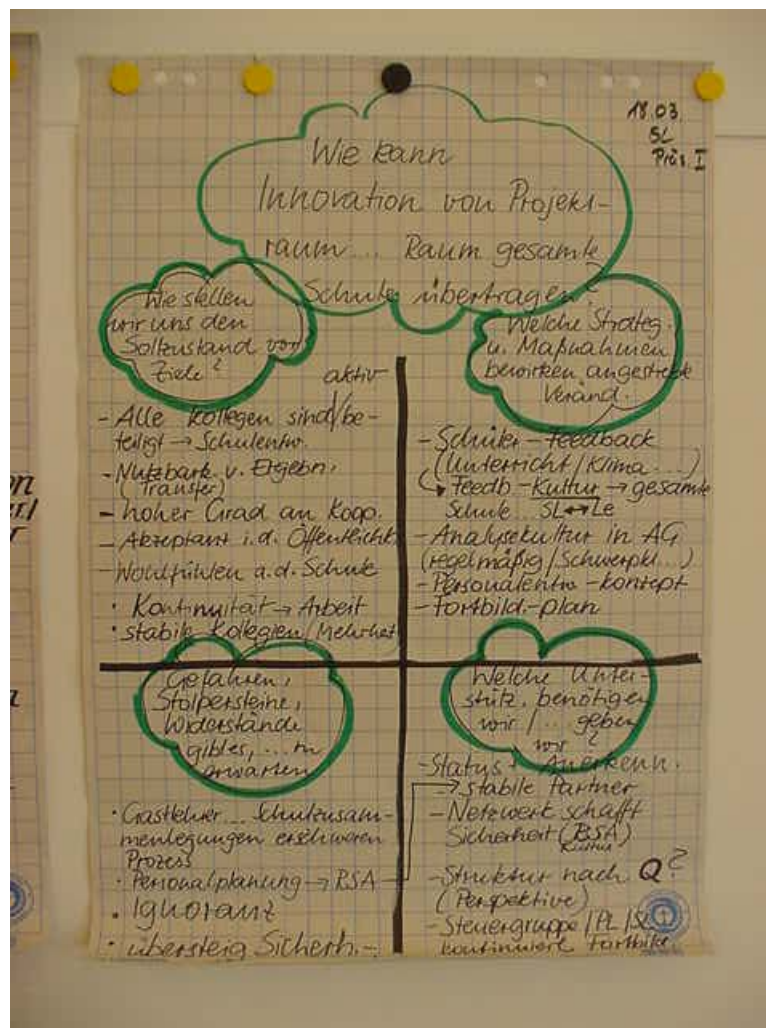 18.03
SL
Präs. I
Wie kann
Innovation von Projekt-
raum... Raum gesamte
Schule übertragen?
Wie stellen
wir uns den
Sollzustand vor
Ziele?
aktiv
- Alle Kollegen sind/be-
teiligt → Schulentw.
- Nutzbark. v. Ergebn.
(Transfer)
- hoher Grad an Koop.
- Akzeptanz i.d. Öffentlichk.
- Wohlfühlen a.d. Schule
• Kontinuität → Arbeit
• stabile Kollegien/Mehrheit
Welche Strateg.
u. Maßnahmen
bewirken angestrebte
Veränd.
- Schüler-Feedback
(Unterricht/Klima...)
→ Feedb-Kultur → gesamte
Schule... SL↔Le
- Analysekultur in AG
(regelmäßig/Schwerpkt...)
- Personalentw.-konzept
- Fortbild.-plan
Gefahren,
Stolpersteine,
Widerstände
gibt es, ... zu
erwarten
• Gastlehrer... Schulzusam-
menlegungen erschweren
Prozess
• Personalplanung → BSA
• Ignoranz
• übersteig Sicherh.-
Welche Unter-
stütz. benötigen
wir / ... geben
wir?
- Status + Anerkenn.
→ stabile Partner
- Netzwerk schafft
Sicherheit (BSA)
Kultur
- Struktur nach Q?
(Perspektive)
- Steuergruppe/PL/SL
kontinuierl. Fortbild.